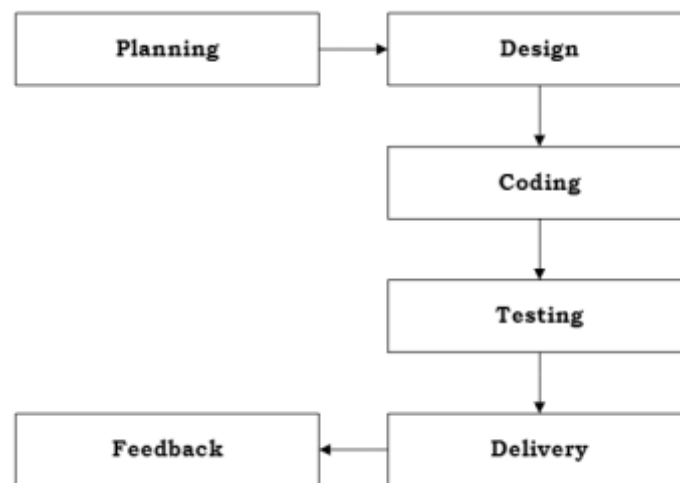 Planning
Design
Coding
Testing
Delivery
Feedback